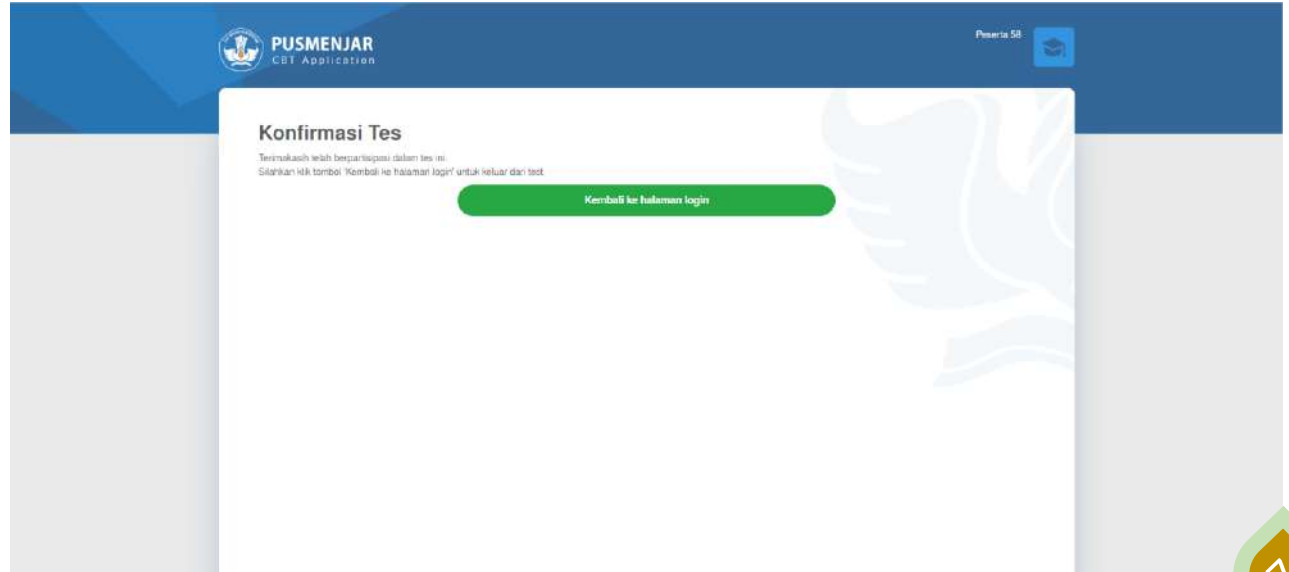 PUSMENJAR
CBT Application
Peserta 58
Konfirmasi Tes
Terimakasih telah berpartisipasi dalam tes ini.
Silahkan klik tombol 'Kembali ke halaman login' untuk keluar dari test.
Kembali ke halaman login